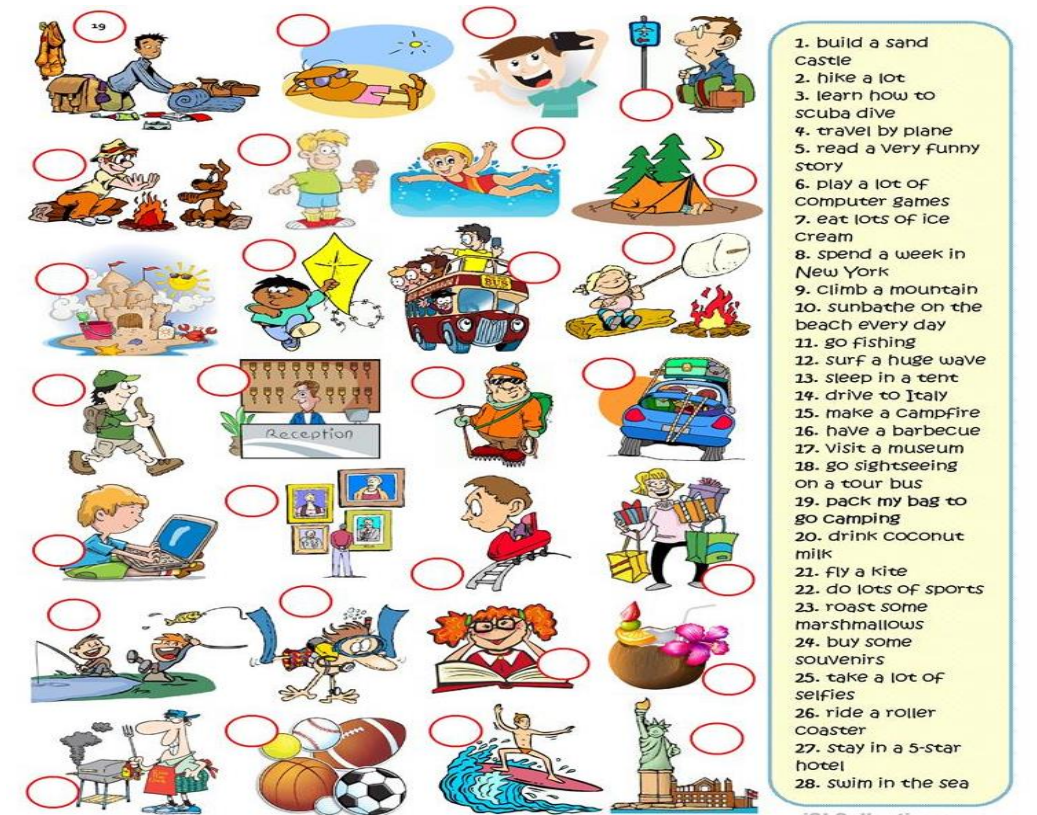 19
BUS
Reception
1. build a sand
castle
2. hike a lot
3. learn how to
scuba dive
4. travel by plane
5. read a very funny
story
6. play a lot of
computer games
7. eat lots of ice
cream
8. spend a week in
New York
9. climb a mountain
10. sunbathe on the
beach every day
11. go fishing
12. surf a huge wave
13. sleep in a tent
14. drive to Italy
15. make a campfire
16. have a barbecue
17. visit a museum
18. go sightseeing
on a tour bus
19. pack my bag to
go camping
20. drink coconut
milk
21. fly a kite
22. do lots of sports
23. roast some
marshmallows
24. buy some
souvenirs
25. take a lot of
selfies
26. ride a roller
coaster
27. stay in a 5-star
hotel
28. swim in the sea